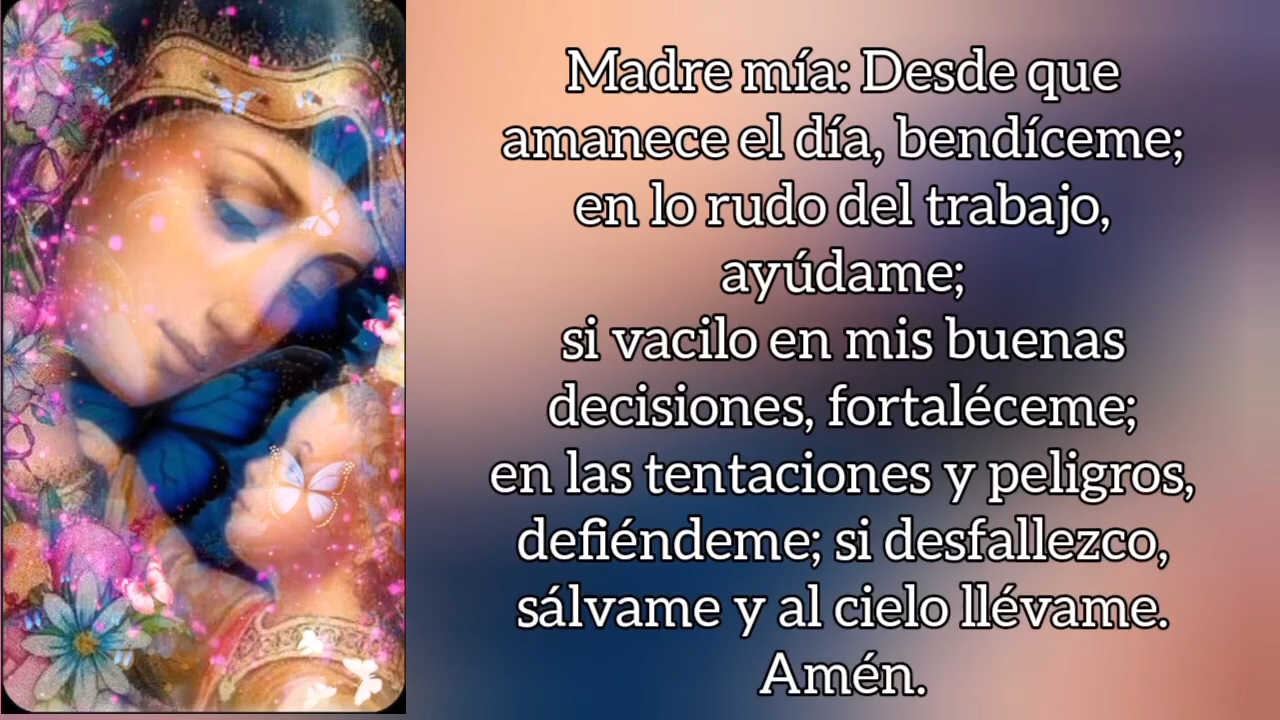 Madre mía: Desde que
amanece el día, bendíceme;
en lo rudo del trabajo,
ayúdame;
si vacilo en mis buenas
decisiones, fortaléceme;
en las tentaciones y peligros,
defiéndeme; si desfallezco,
sálvame y al cielo llévame.
Amén.